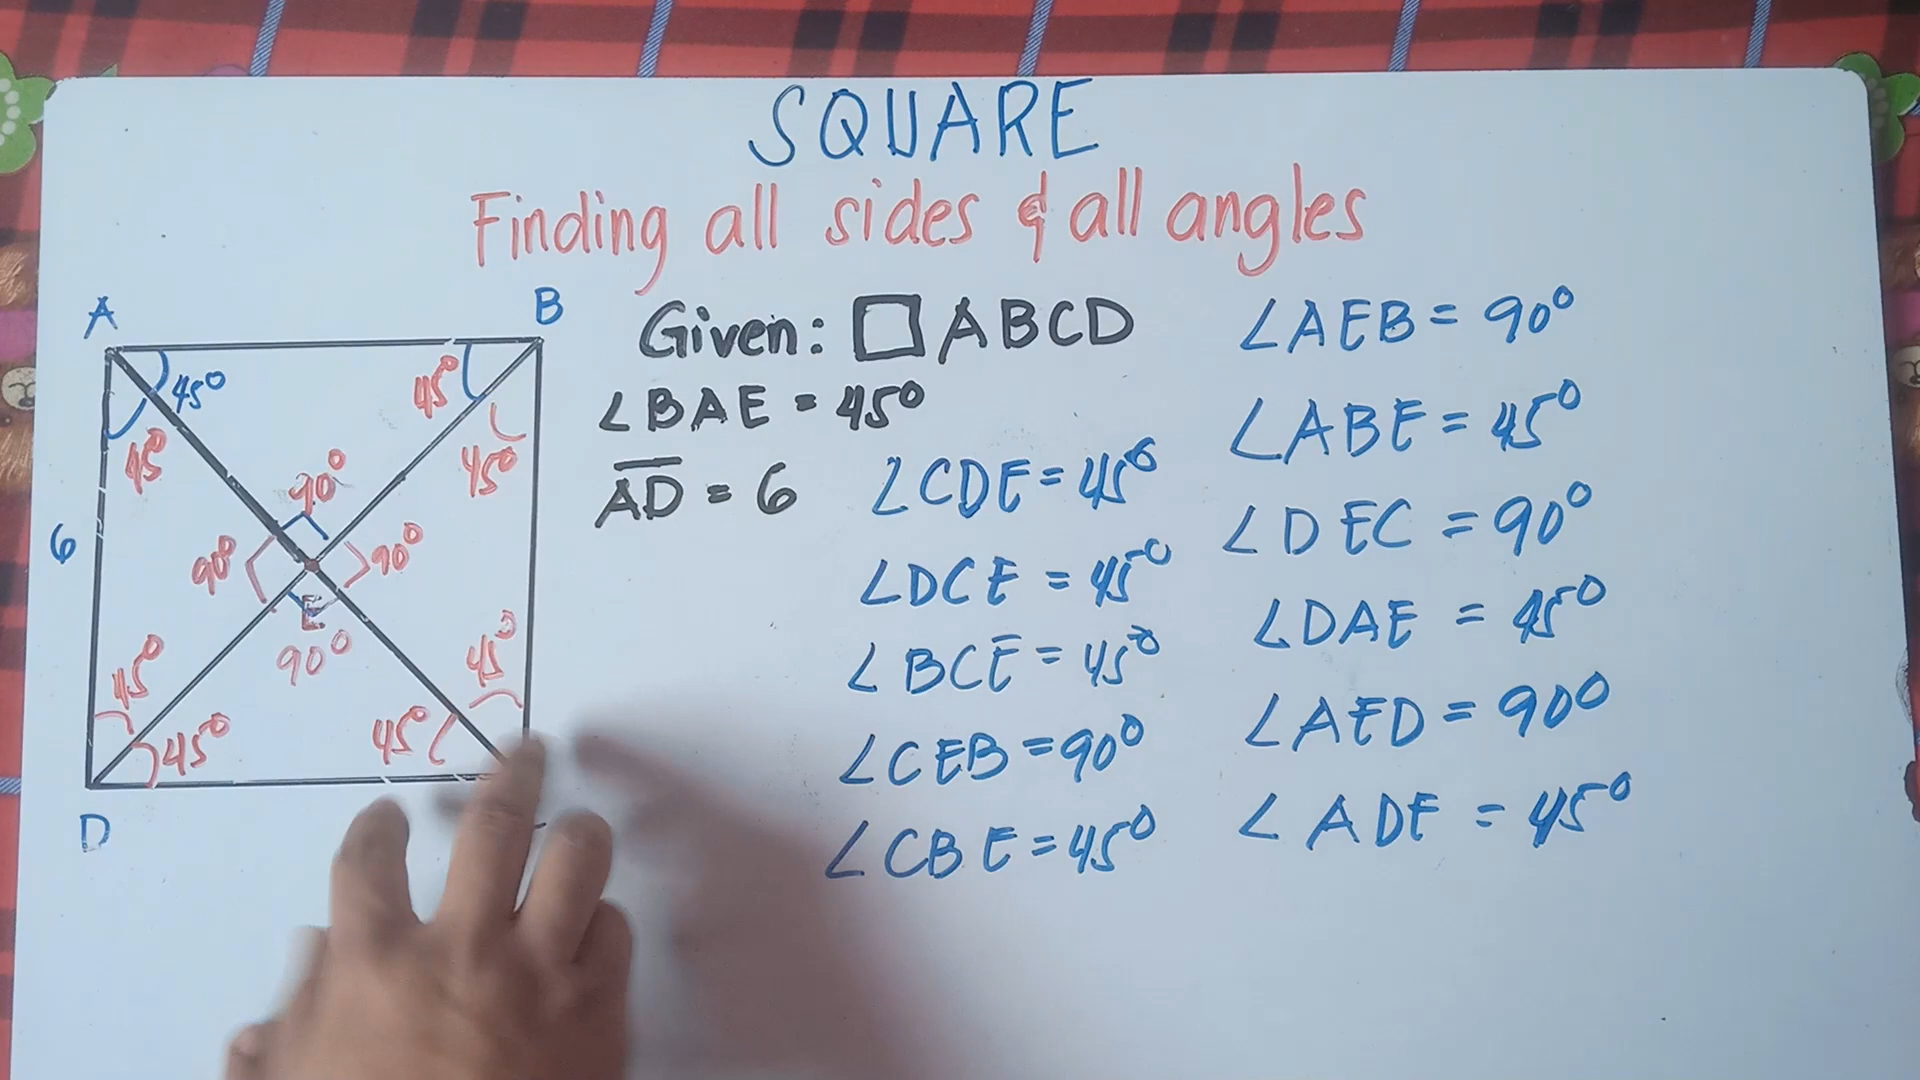 SQUARE
Finding all sides & all angles
A
B
45°
45°
45°
45°
90°
90°
90°
6
E
90°
45°
45°
45°
45°
D
Given: □ABCD
∠BAE = 45°
AD = 6
∠CDE = 45°
∠DCE = 45°
∠BCE = 45°
∠CEB = 90°
∠CBE = 45°
∠AEB = 90°
∠ABE = 45°
∠DEC = 90°
∠DAE = 45°
∠AED = 90°
∠ADE = 45°